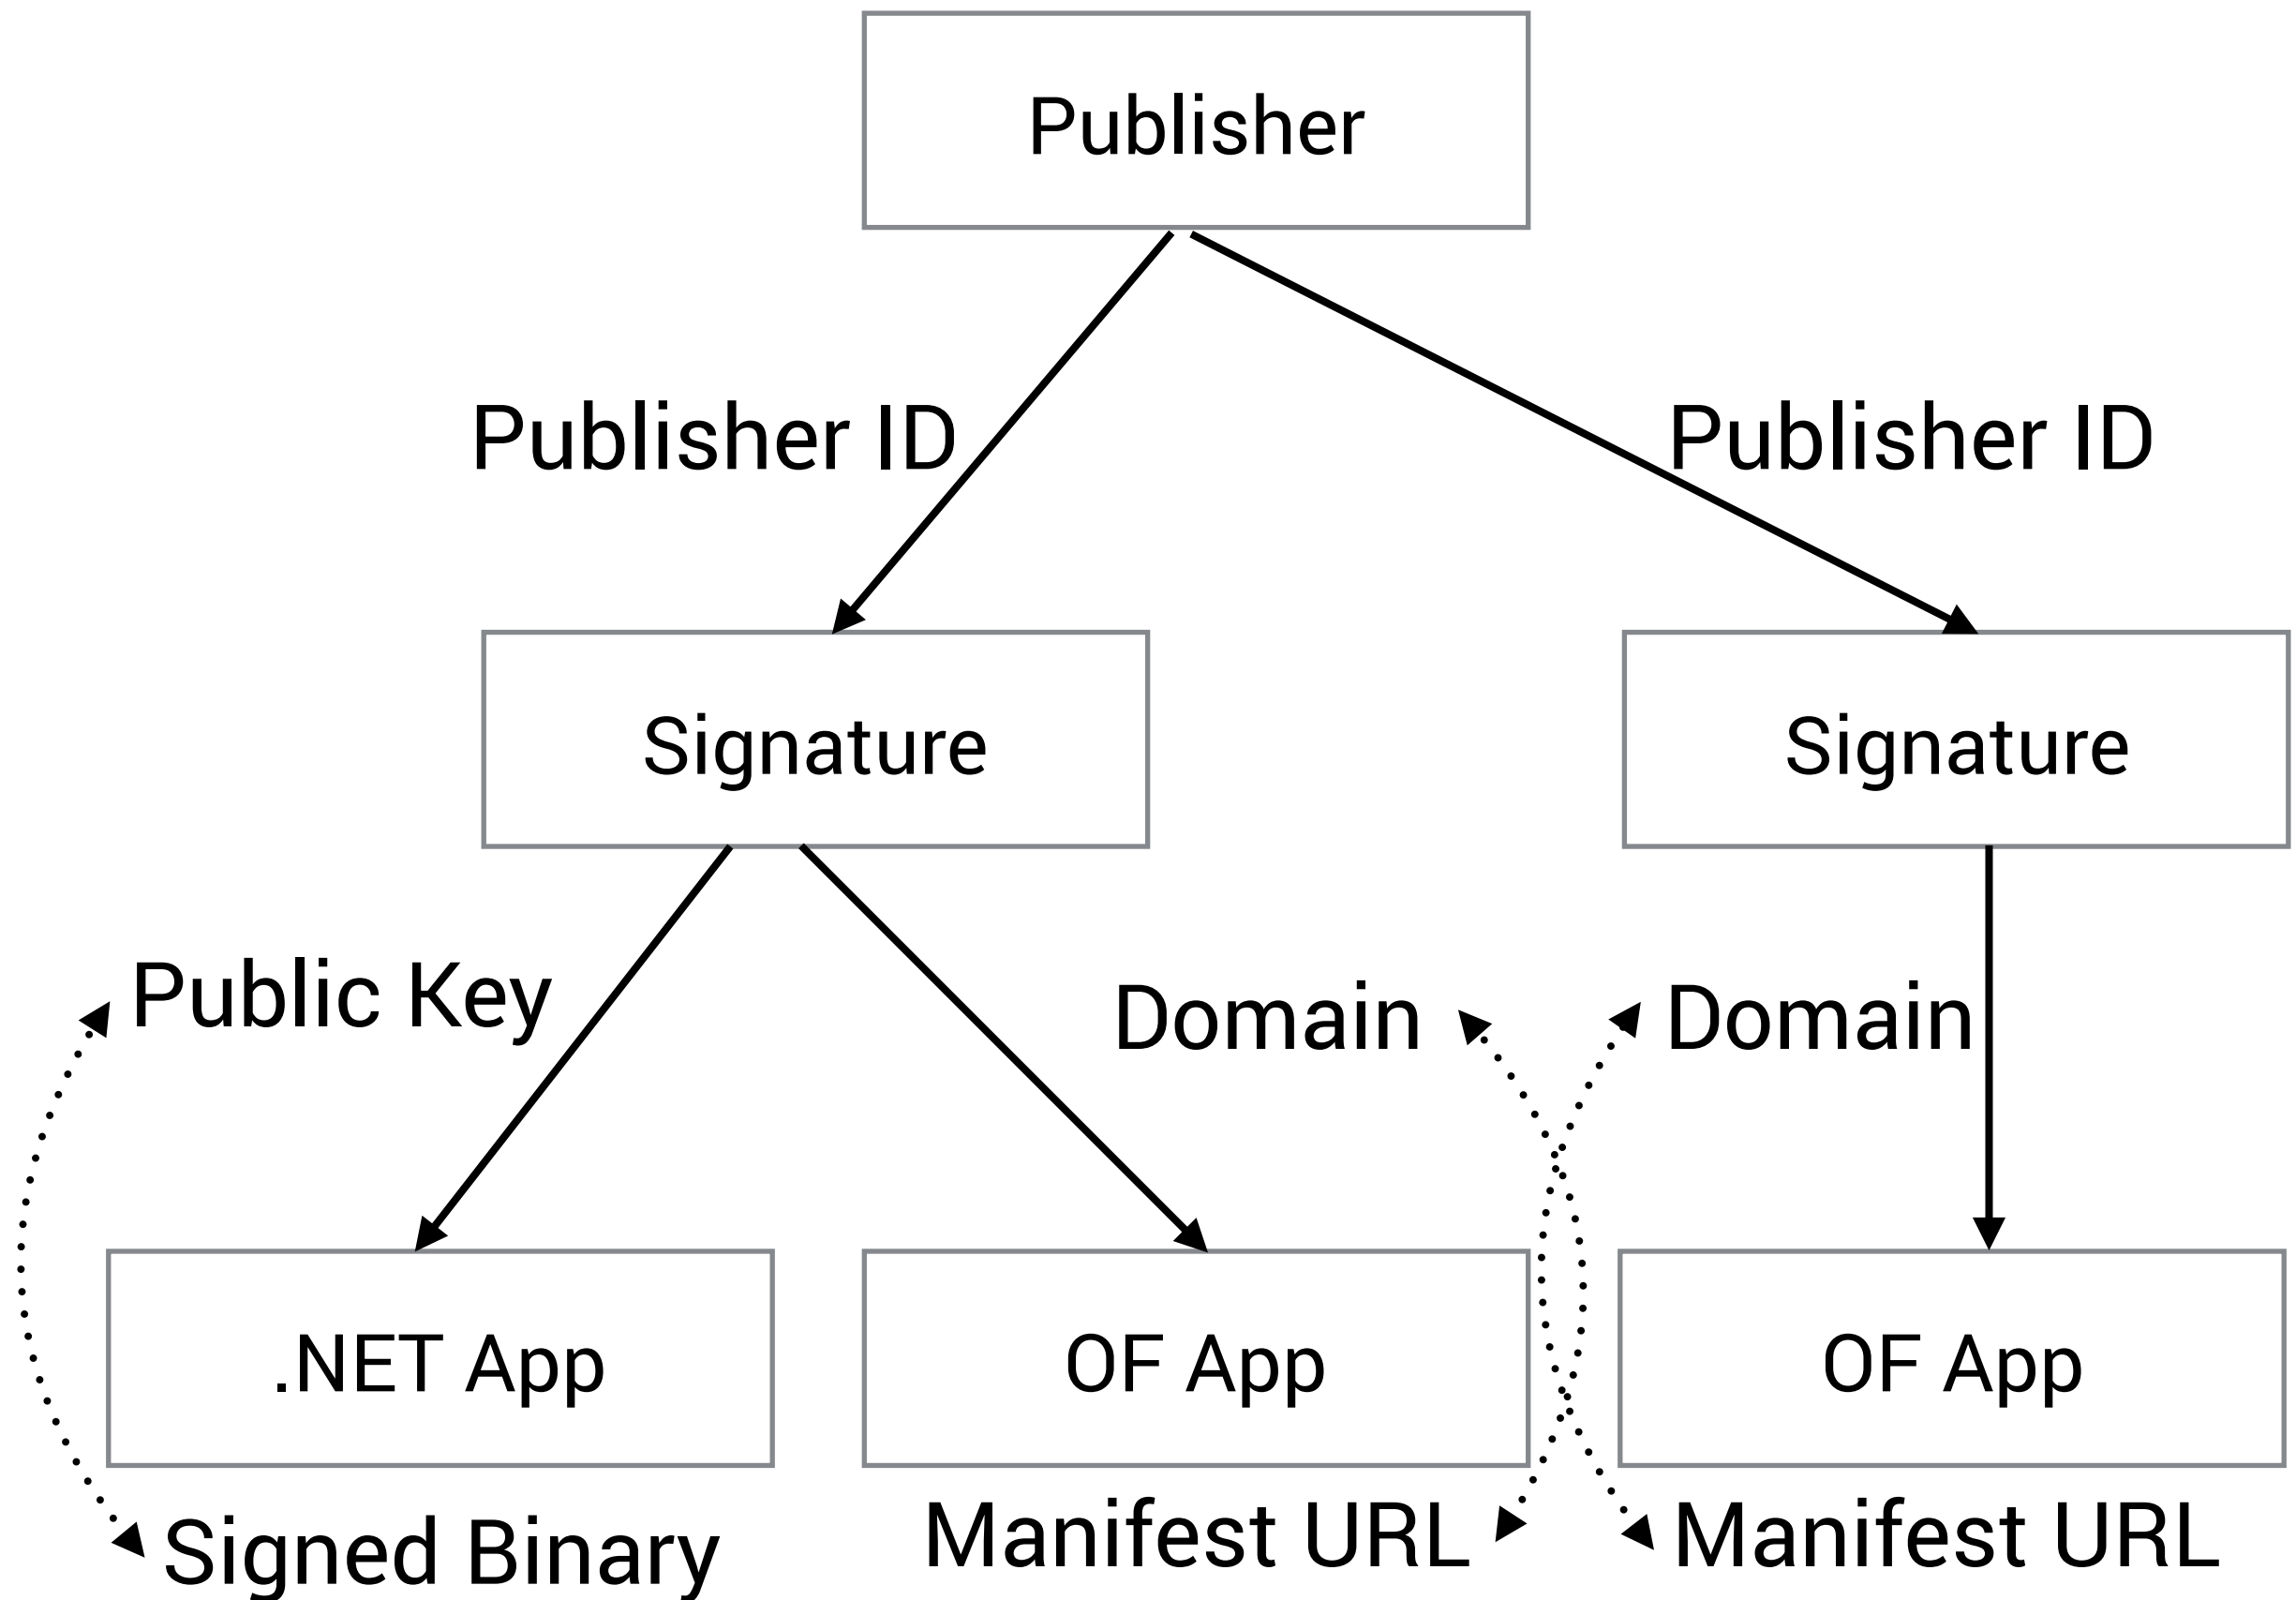 Publisher
Publisher ID
Publisher ID
Signature
Signature
Public Key
Domain
Domain
.NET App
OF App
OF App
Signed Binary
Manifest URL
Manifest URL